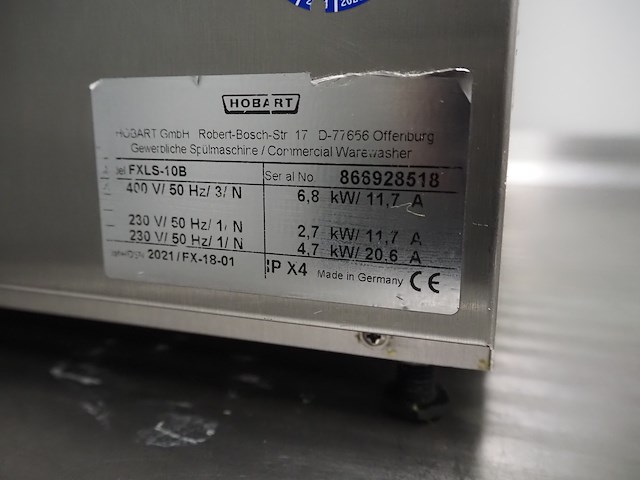 HOBART
HOBART GmbH Robert-Bosch-Str 17 D-77656 Offenburg
Gewerbliche Spülmaschine / Commercial Warewasher
FXLS-10B Serial No. 866928518
400 V/ 50 Hz/ 3/ N 6,8 kW/ 11,7 A
230 V/ 50 Hz/ 1/ N 2,7 kW/ 11,7 A
230 V/ 50 Hz/ 1/ N 4,7 kW/ 20,6 A
2021/FX-18-01 IP X4 Made in Germany CE